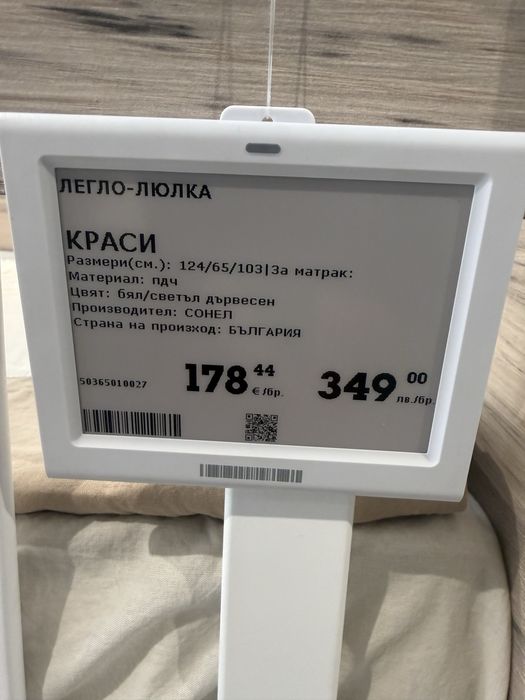 ЛЕГЛО-ЛЮЛКА
КРАСИ
Размери(см.): 124/65/103|За матрак:
Материал: пдч
Цвят: бял/светъл дървесен
Производител: СОНЕЛ
Страна на произход: БЪЛГАРИЯ
50365010027 178 44 €/бр. 349 00 лв./бр.